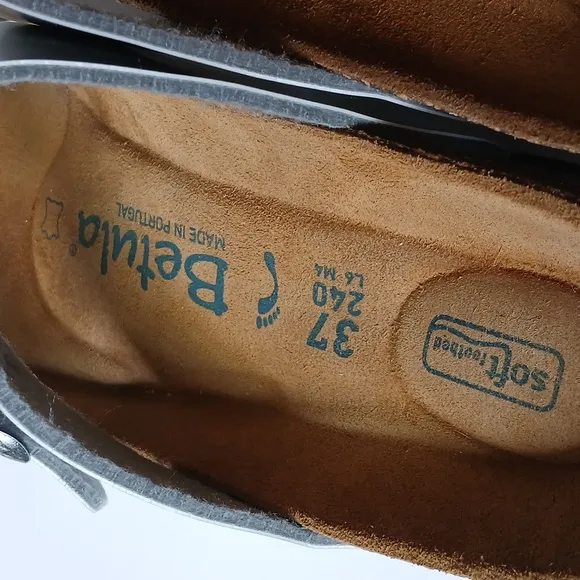 Betula®
MADE IN PORTUGAL
37
240
L6 M4
soft
footbed